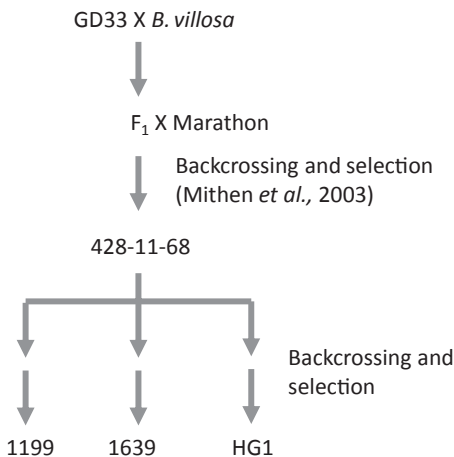 GD33 X B. villosa
F₁ X Marathon
Backcrossing and selection
(Mithen et al., 2003)
428-11-68
Backcrossing and
selection
1199 1639 HG1